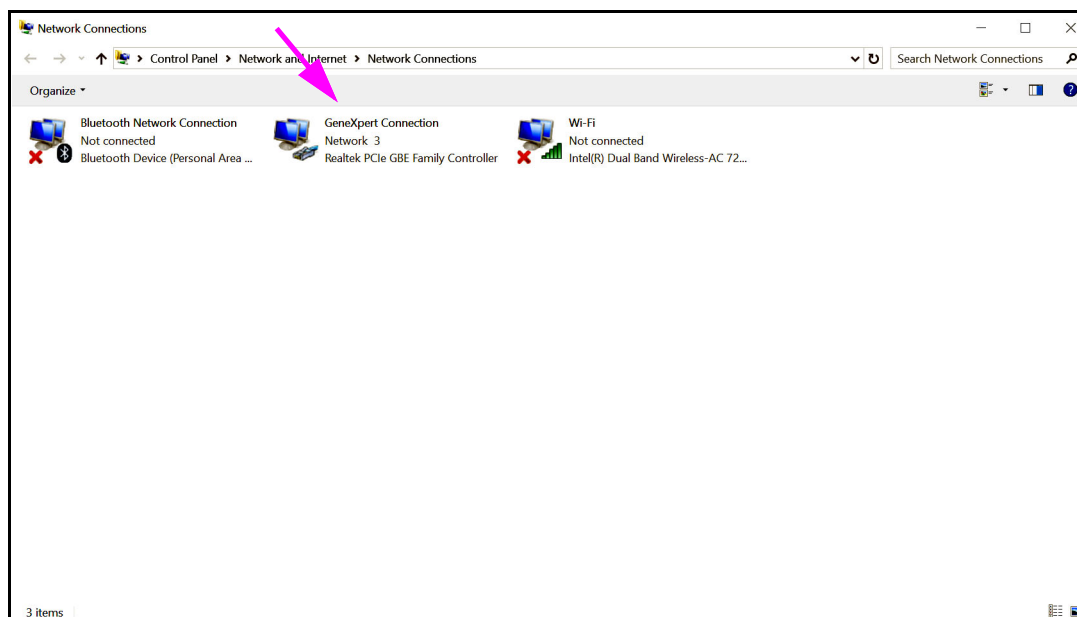 Network Connections
Control Panel > Network and Internet > Network Connections
Search Network Connections
Organize
Bluetooth Network Connection
Not connected
Bluetooth Device (Personal Area ...
GeneXpert Connection
Network 3
Realtek PCIe GBE Family Controller
Wi-Fi
Not connected
Intel(R) Dual Band Wireless-AC 72...
3 items